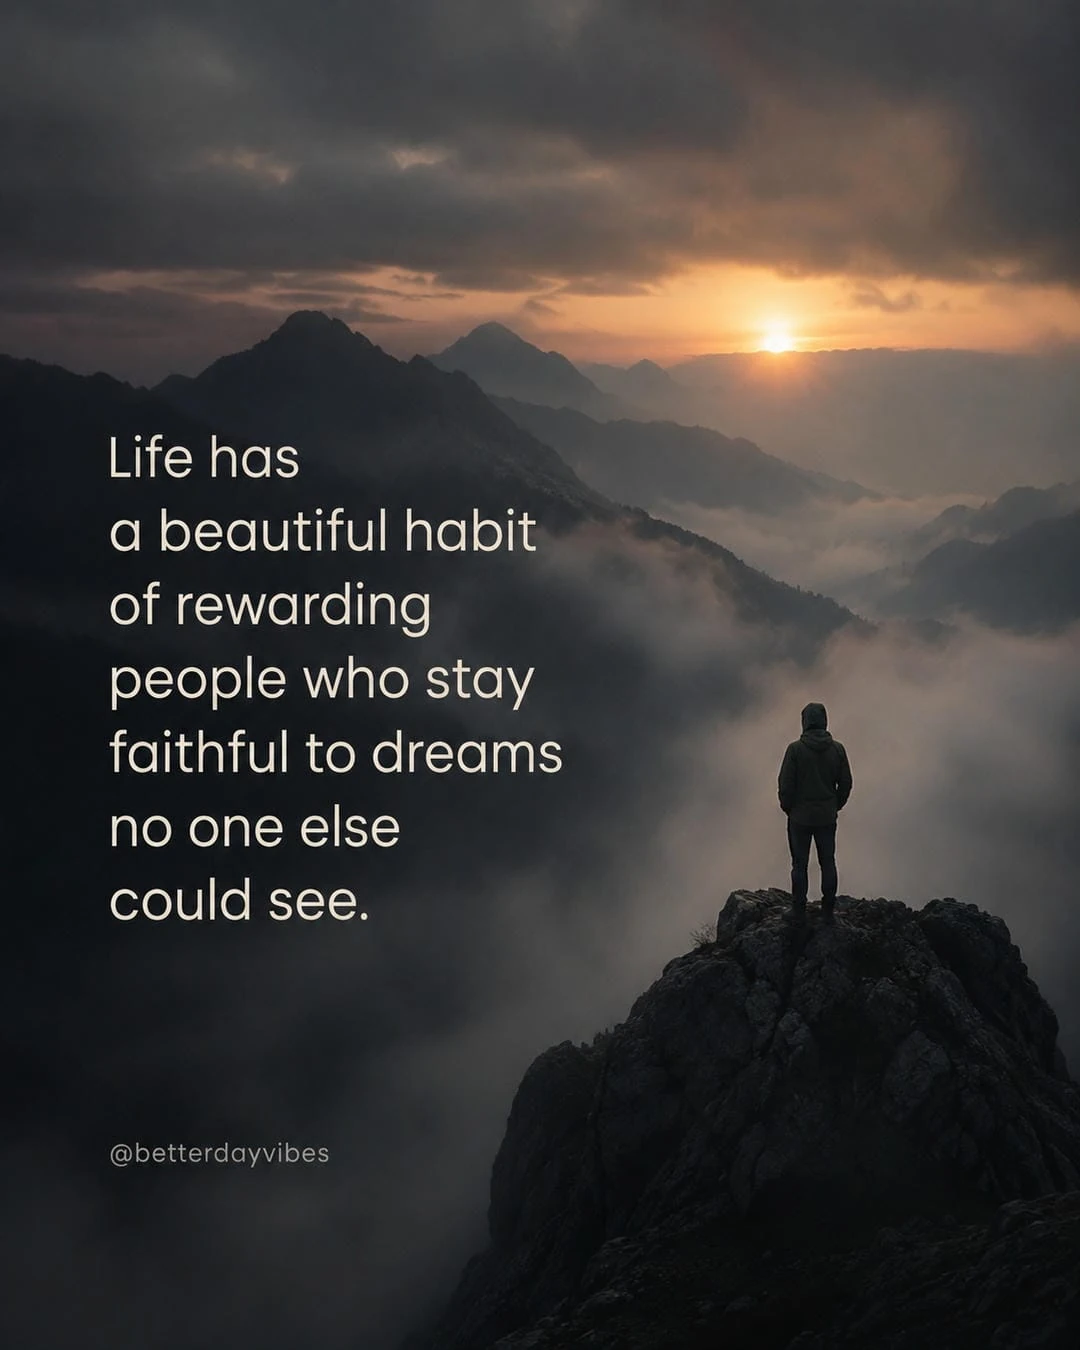 Life has
a beautiful habit
of rewarding
people who stay
faithful to dreams
no one else
could see.
@betterdayvibes